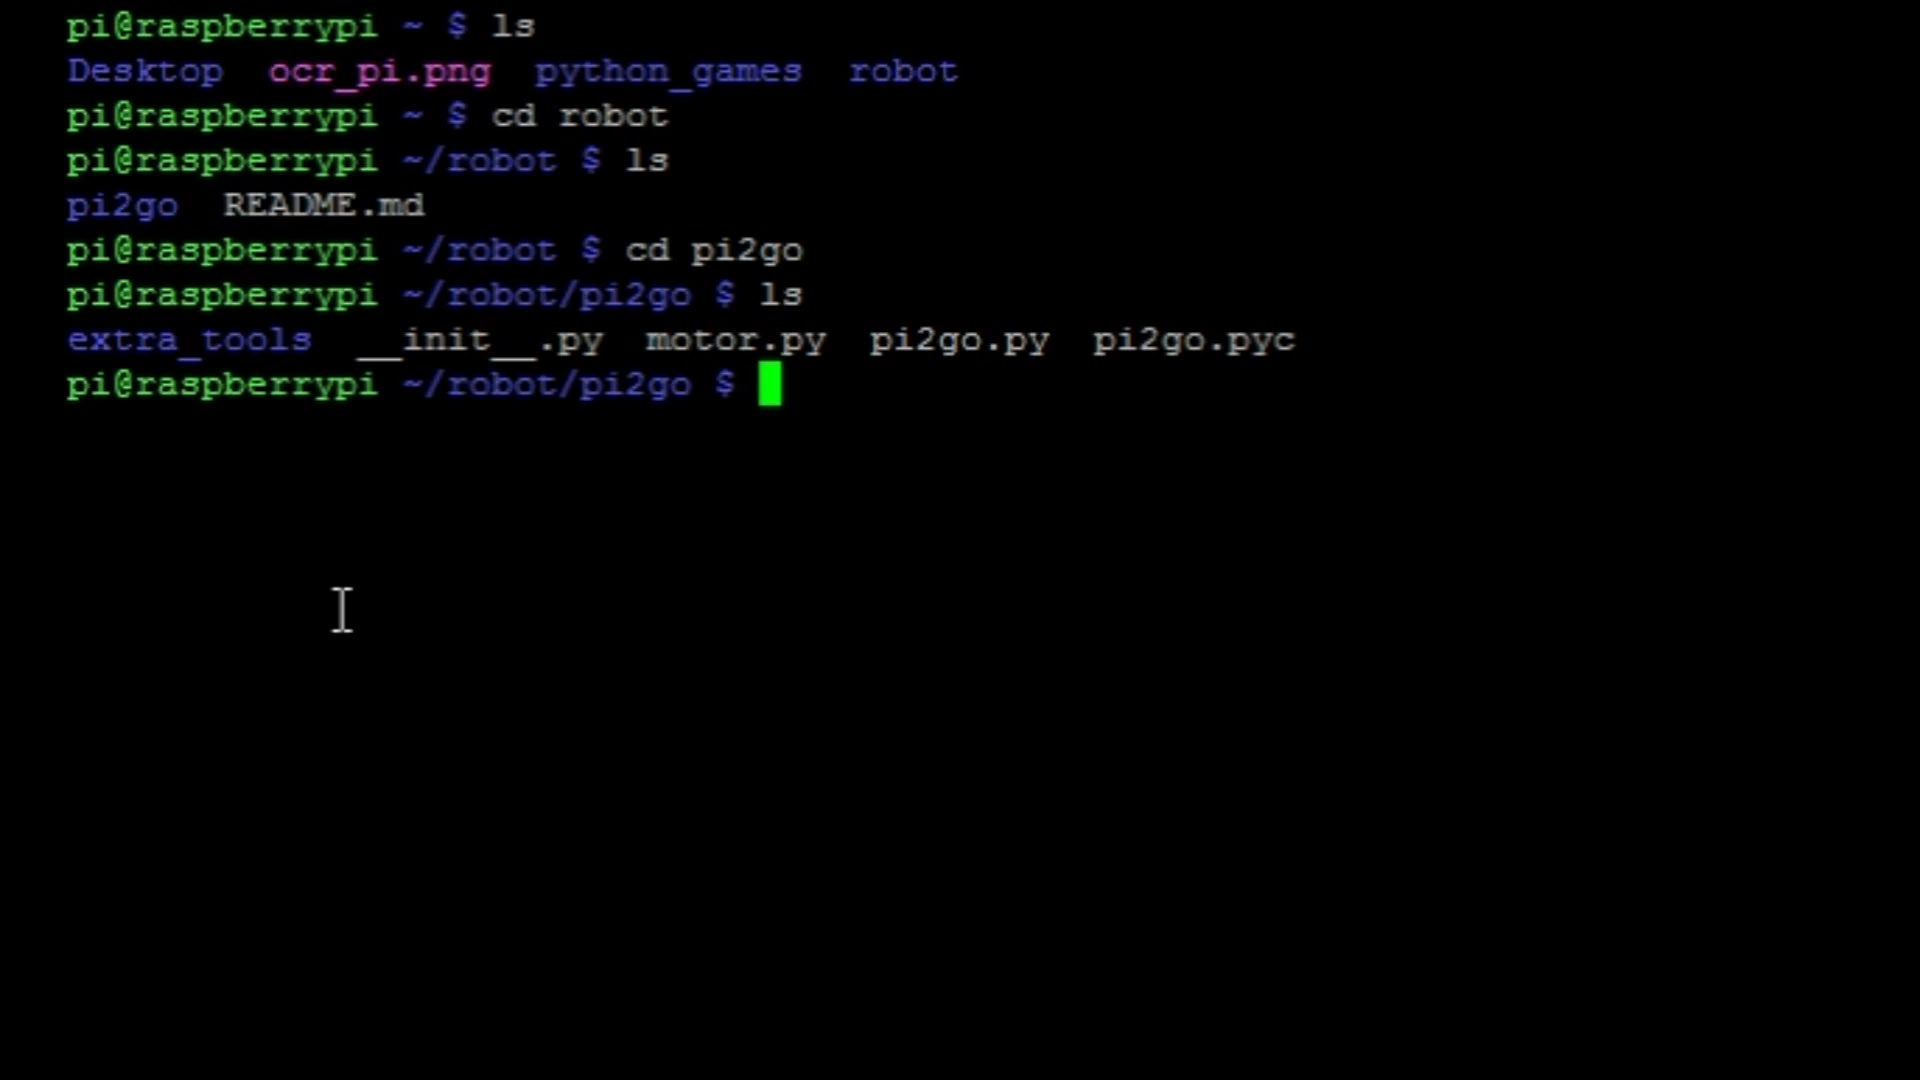 pi@raspberrypi ~ $ ls
Desktop  ocr_pi.png  python_games  robot
pi@raspberrypi ~ $ cd robot
pi@raspberrypi ~/robot $ ls
pi2go  README.md
pi@raspberrypi ~/robot $ cd pi2go
pi@raspberrypi ~/robot/pi2go $ ls
extra_tools  __init__.py  motor.py  pi2go.py  pi2go.pyc
pi@raspberrypi ~/robot/pi2go $